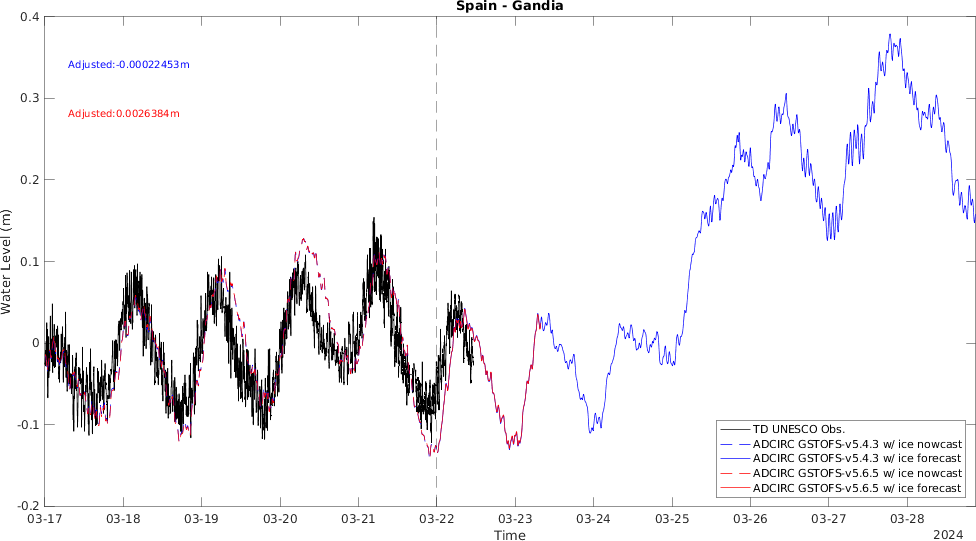 Spain - Gandia
0.4
0.3
0.2
0.1
0
-0.1
-0.2
Water Level (m)
Adjusted:-0.00022453m
Adjusted:0.0026384m
TD UNESCO Obs.
ADCIRC GSTOFS-v5.4.3 w/ ice nowcast
ADCIRC GSTOFS-v5.4.3 w/ ice forecast
ADCIRC GSTOFS-v5.6.5 w/ ice nowcast
ADCIRC GSTOFS-v5.6.5 w/ ice forecast
03-17 03-18 03-19 03-20 03-21 03-22 03-23 03-24 03-25 03-26 03-27 03-28
Time
2024